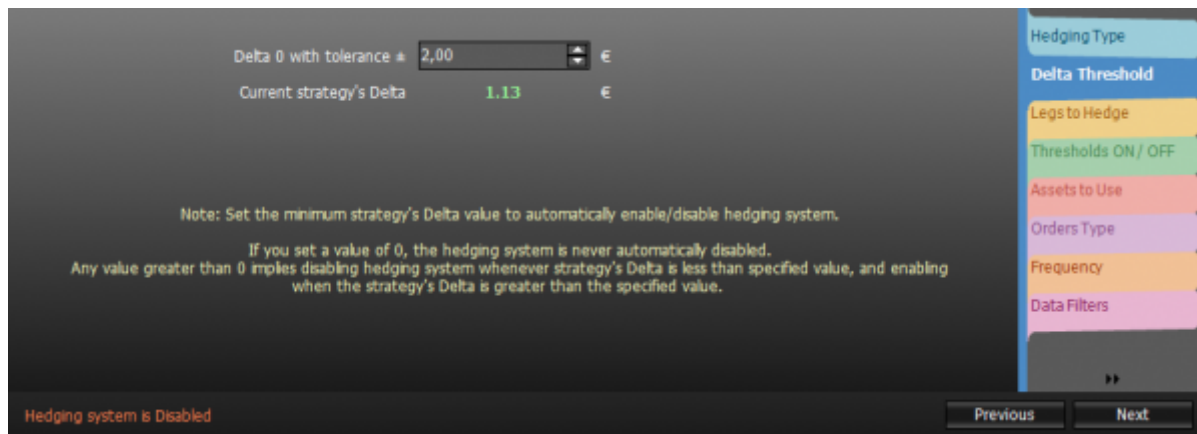 Delta 0 with tolerance ± 2,00 €
Current strategy's Delta 1.13 €
Note: Set the minimum strategy's Delta value to automatically enable/disable hedging system.
If you set a value of 0, the hedging system is never automatically disabled.
Any value greater than 0 implies disabling hedging system whenever strategy's Delta is less than specified value, and enabling
when the strategy's Delta is greater than the specified value.
Hedging Type
Delta Threshold
Legs to Hedge
Thresholds ON / OFF
Assets to Use
Orders Type
Frequency
Data Filters
Hedging system is Disabled
Previous
Next